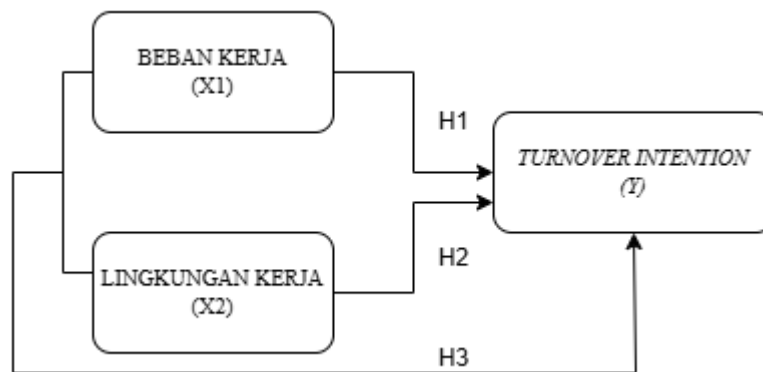 BEBAN KERJA
(X1)
H1
TURNOVER INTENTION
(Y)
LINGKUNGAN KERJA
(X2)
H2
H3